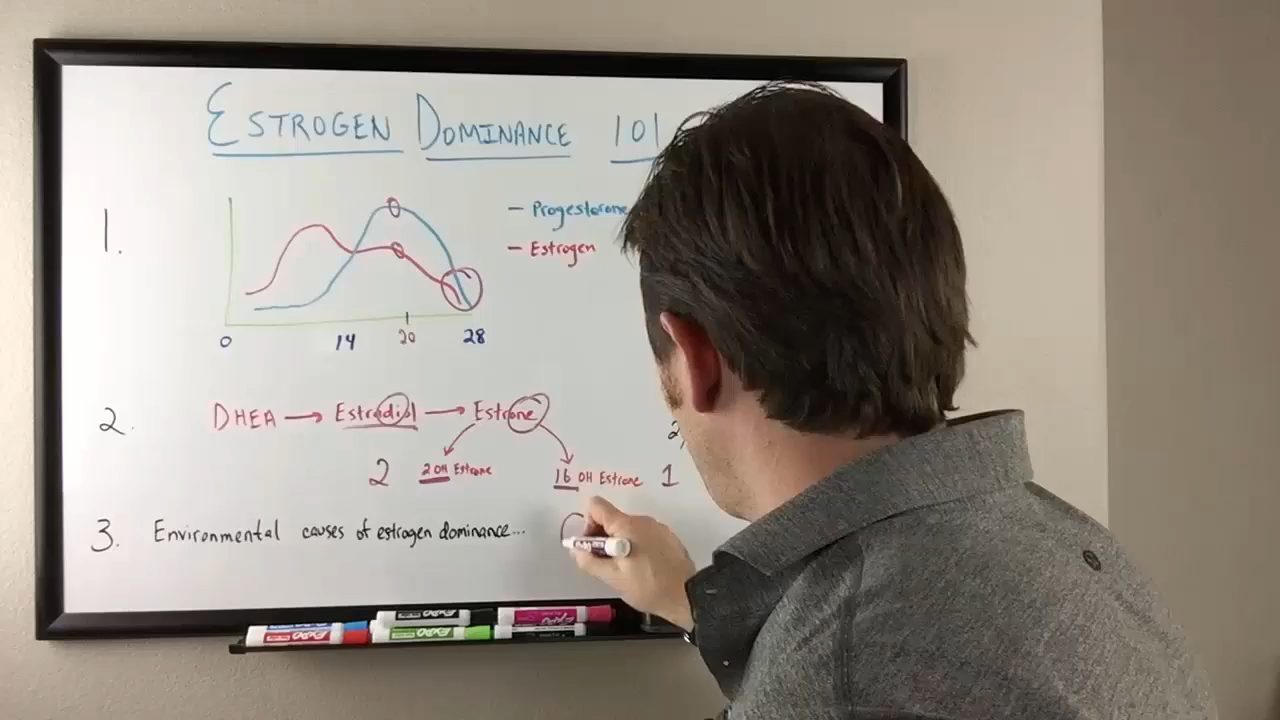 ESTROGEN DOMINANCE 101
1.
— Progesterone
— Estrogen
0 14 20 28
2. DHEA → Estradiol → Estrone
2 2 OH Estrone 16 OH Estrone 1
3. Environmental causes of estrogen dominance...